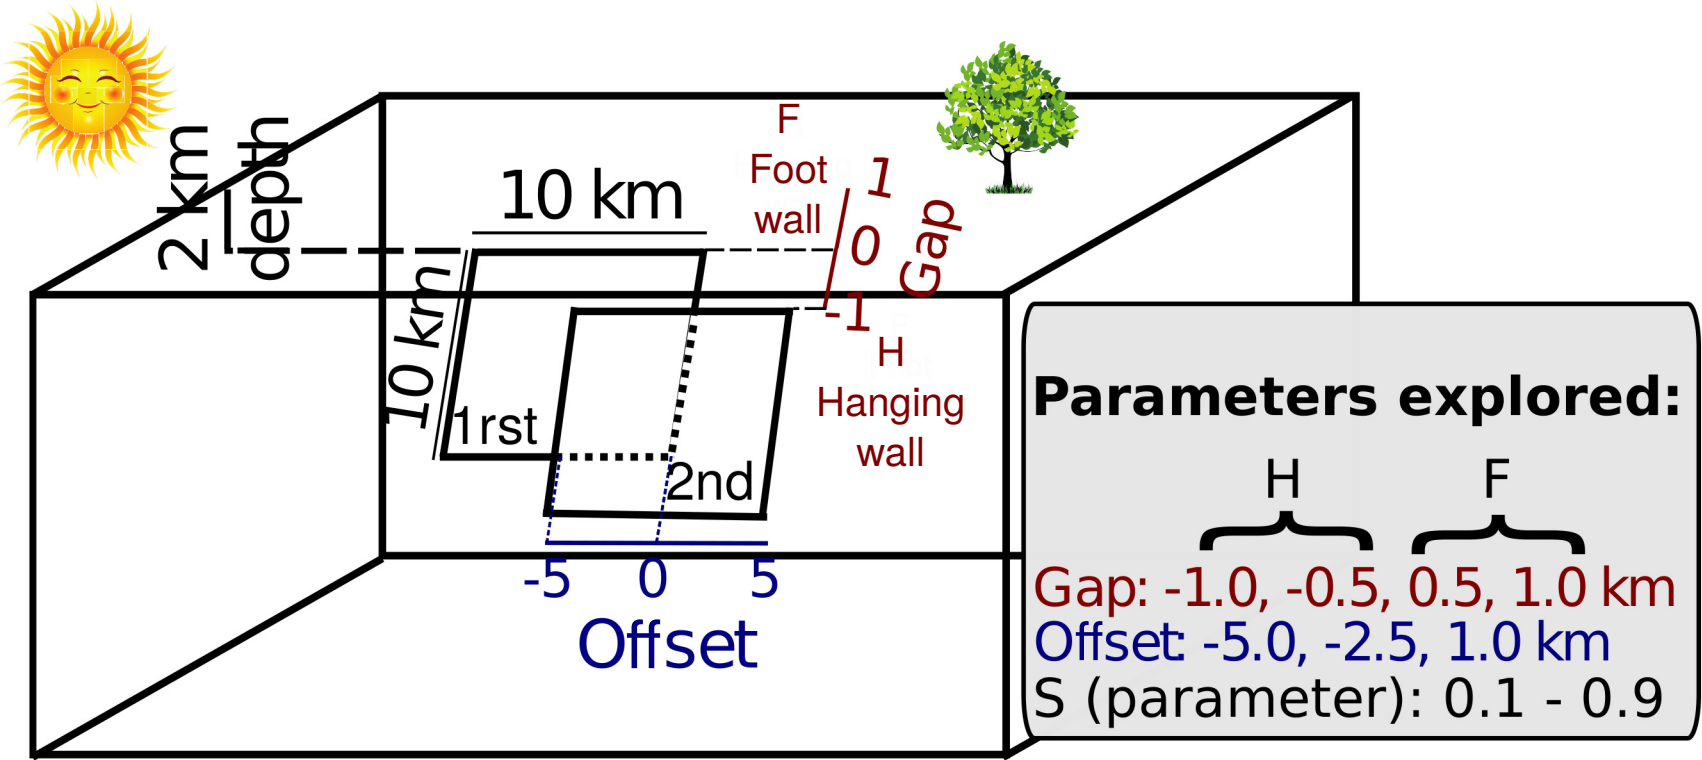 2 km
depth
10 km
10 km
F
Foot
wall
1
0
-1
Gap
H
Hanging
wall
1rst
2nd
-5 0 5
Offset
Parameters explored:
H F
Gap: -1.0, -0.5, 0.5, 1.0 km
Offset: -5.0, -2.5, 1.0 km
S (parameter): 0.1 - 0.9